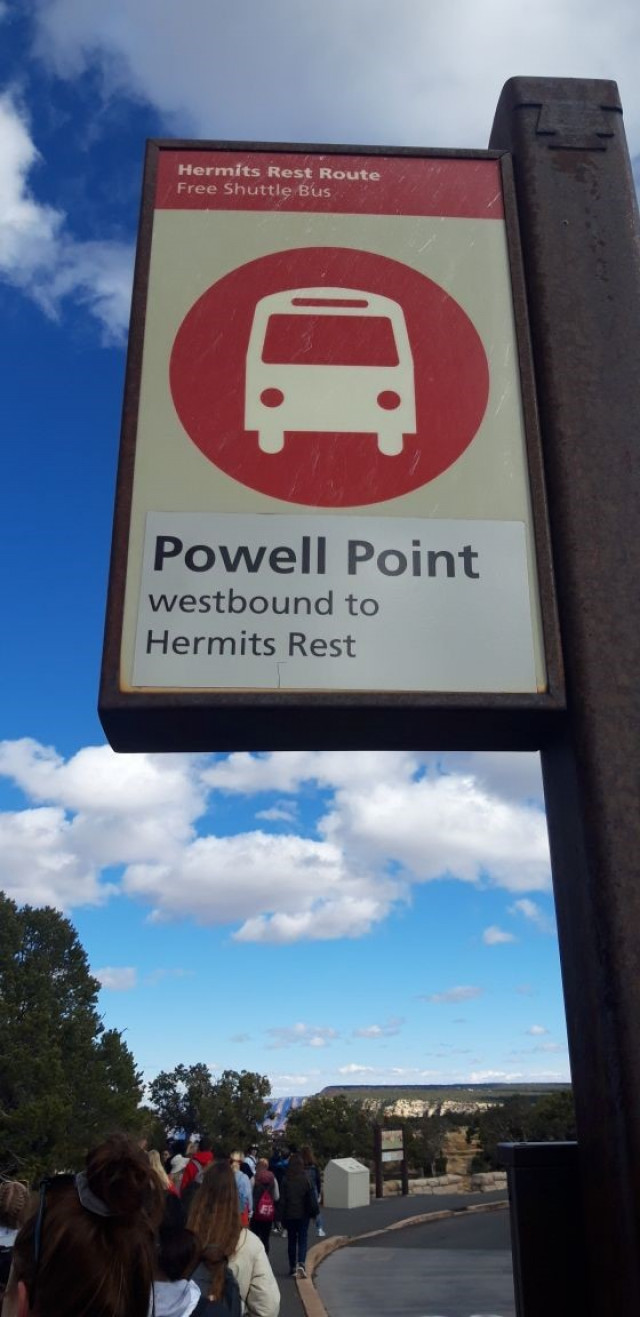 Hermits Rest Route
Free Shuttle Bus
Powell Point
westbound to
Hermits Rest